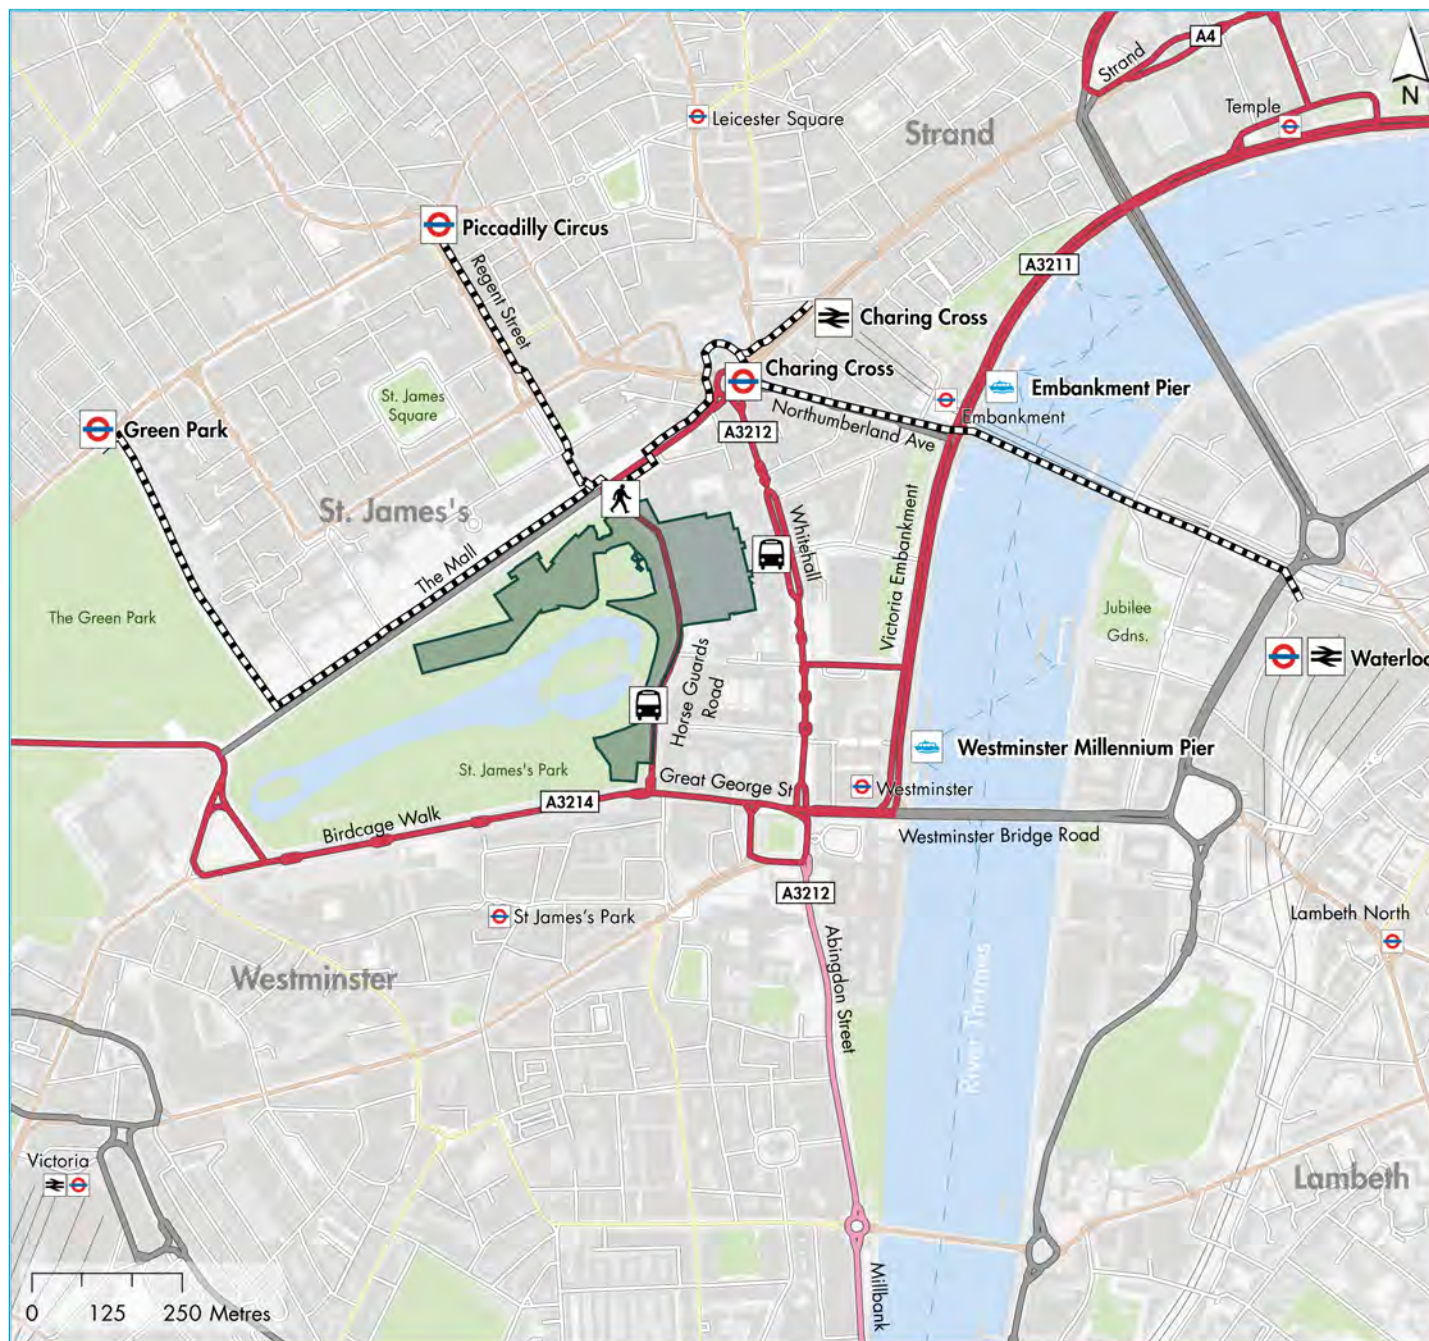 A4
Strand
N
Temple
Leicester Square
Strand
Piccadilly Circus
Regent Street
A3211
Charing Cross
Charing Cross
St. James
Square
Embankment Pier
Embankment
Northumberland Ave
Green Park
A3212
St. James's
Whitehall
The Mall
Victoria Embankment
The Green Park
Jubilee
Gdns.
Horse Guards
Road
Waterloo
Westminster Millennium Pier
St. James's Park
Great George St
Westminster
A3214
Birdcage Walk
Westminster Bridge Road
A3212
St James's Park
Lambeth North
Abingdon Street
Westminster
River Thames
Victoria
Lambeth
Millbank
0 125 250 Metres